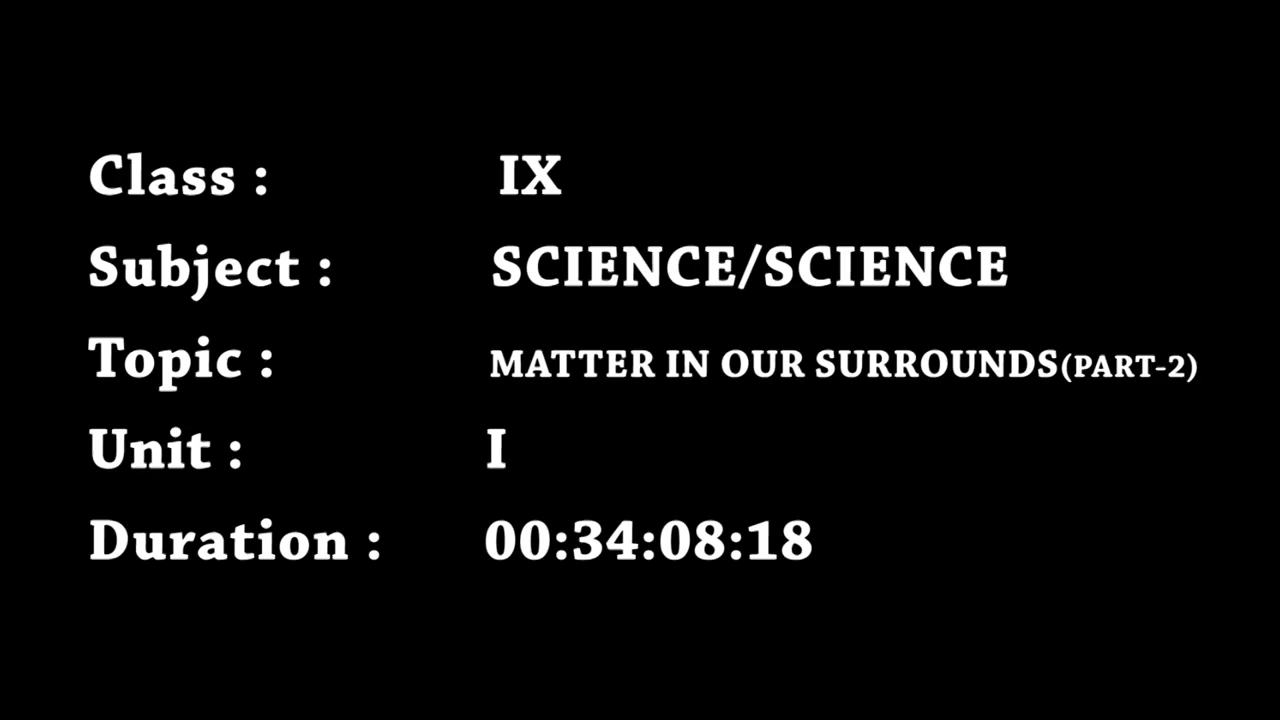 Class : IX
Subject : SCIENCE/SCIENCE
Topic : MATTER IN OUR SURROUNDS(PART-2)
Unit : I
Duration : 00:34:08:18